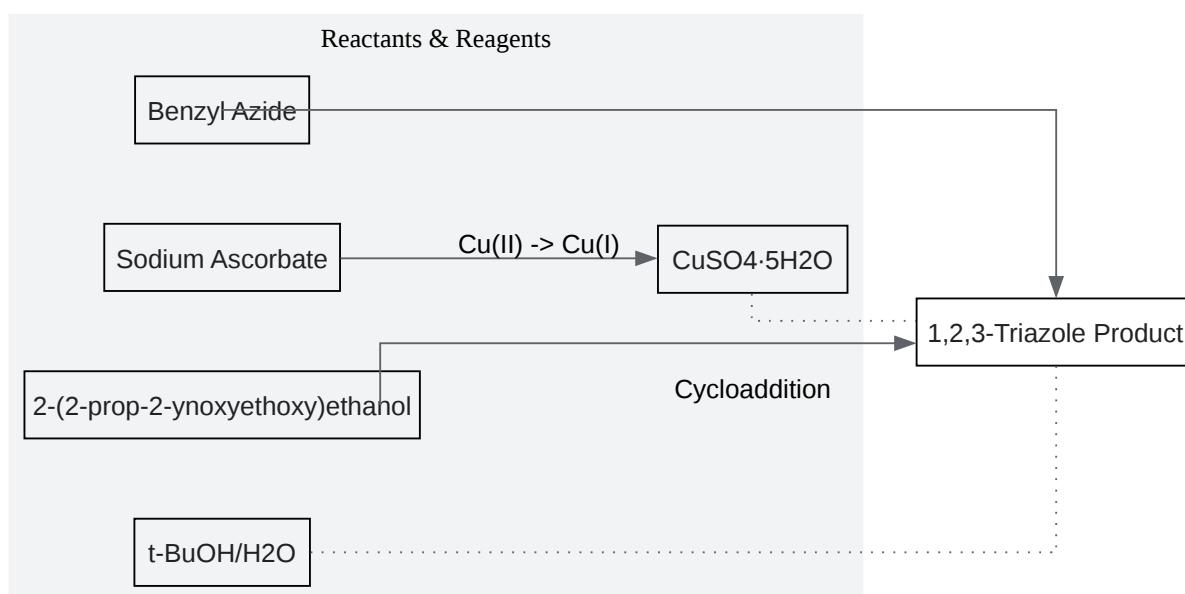 Reactants & Reagents
Benzyl Azide
Sodium Ascorbate
Cu(II) -> Cu(I)
CuSO4·5H2O
1,2,3-Triazole Product
2-(2-prop-2-ynoxyethoxy)ethanol
Cycloaddition
t-BuOH/H2O